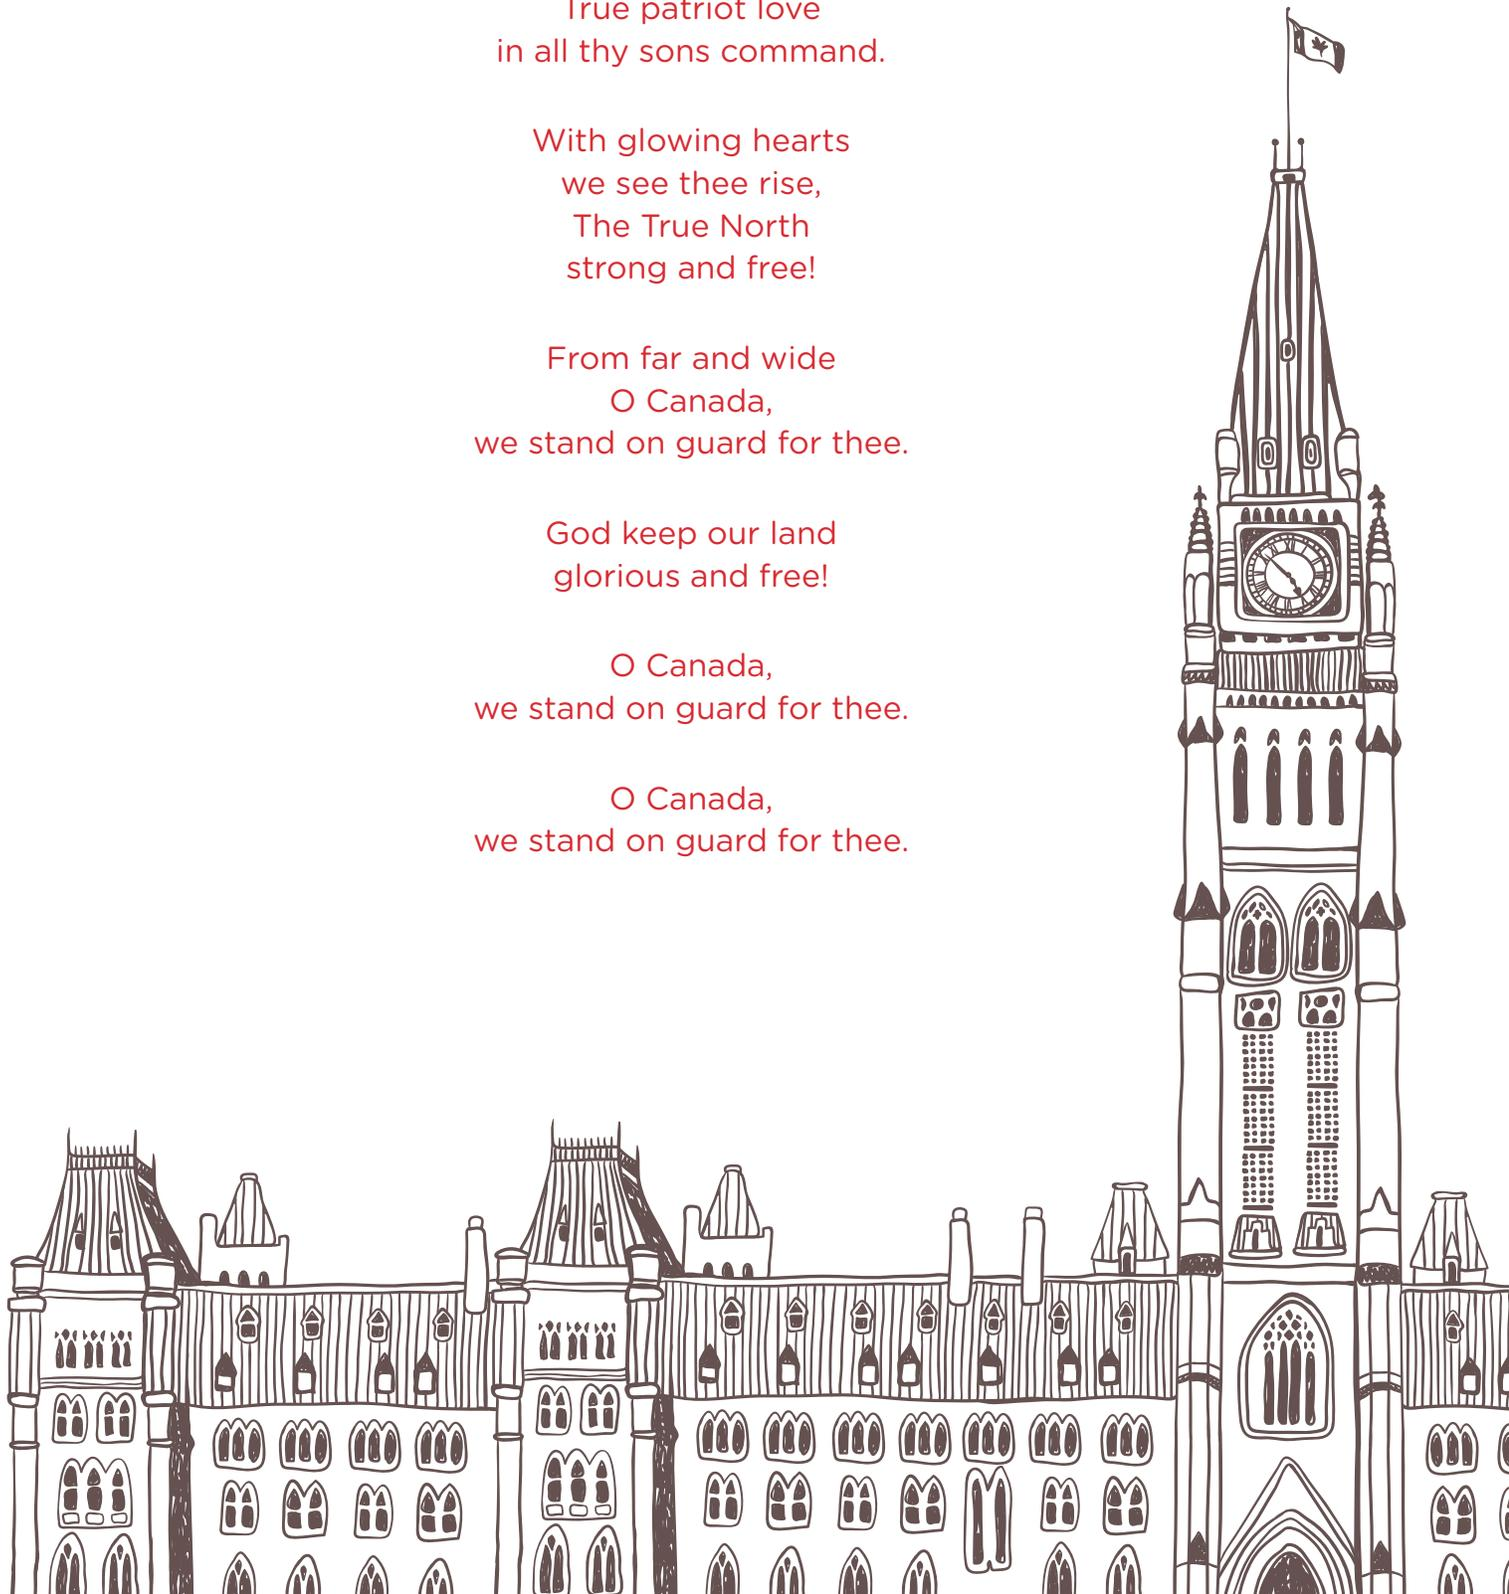 True patriot love
in all thy sons command.
With glowing hearts
we see thee rise,
The True North
strong and free!
From far and wide
O Canada,
we stand on guard for thee.
God keep our land
glorious and free!
O Canada,
we stand on guard for thee.
O Canada,
we stand on guard for thee.